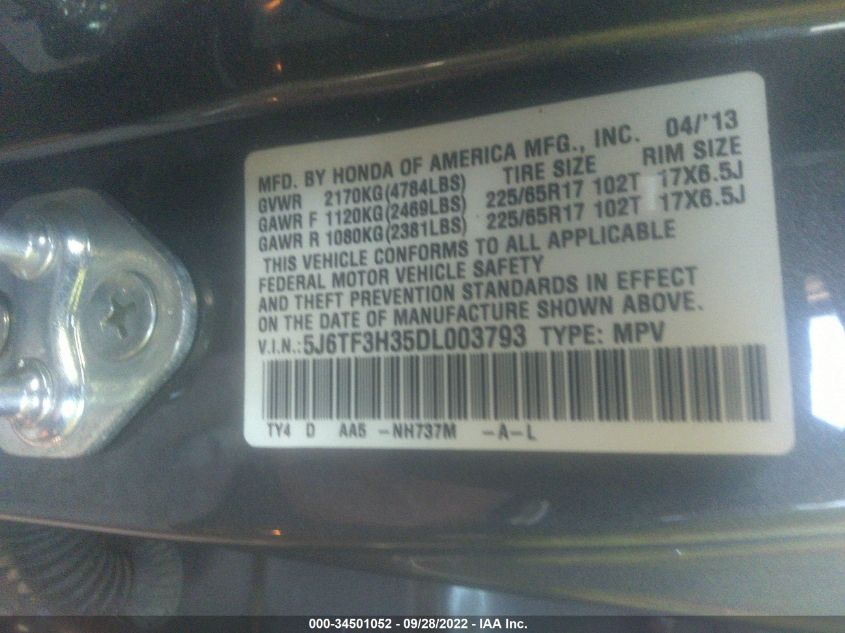 MFD. BY HONDA OF AMERICA MFG., INC. 04/'13
GVWR 2170KG(4784LBS) TIRE SIZE RIM SIZE
GAWR F 1120KG(2469LBS) 225/65R17 102T 17X6.5J
GAWR R 1080KG(2381LBS) 225/65R17 102T 17X6.5J
THIS VEHICLE CONFORMS TO ALL APPLICABLE
FEDERAL MOTOR VEHICLE SAFETY
AND THEFT PREVENTION STANDARDS IN EFFECT
ON THE DATE OF MANUFACTURE SHOWN ABOVE.
V.I.N.: 5J6TF3H35DL003793 TYPE: MPV
TY4 D AA5 -NH737M -A-L
000-34501052 - 09/28/2022 - IAA Inc.